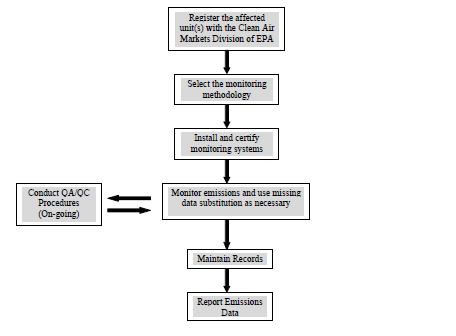 Register the affected
unit(s) with the Clean Air
Markets Division of EPA
Select the monitoring
methodology
Install and certify
monitoring systems
Conduct QA/QC
Procedures
(On-going)
Monitor emissions and use missing
data substitution as necessary
Maintain Records
Report Emissions
Data